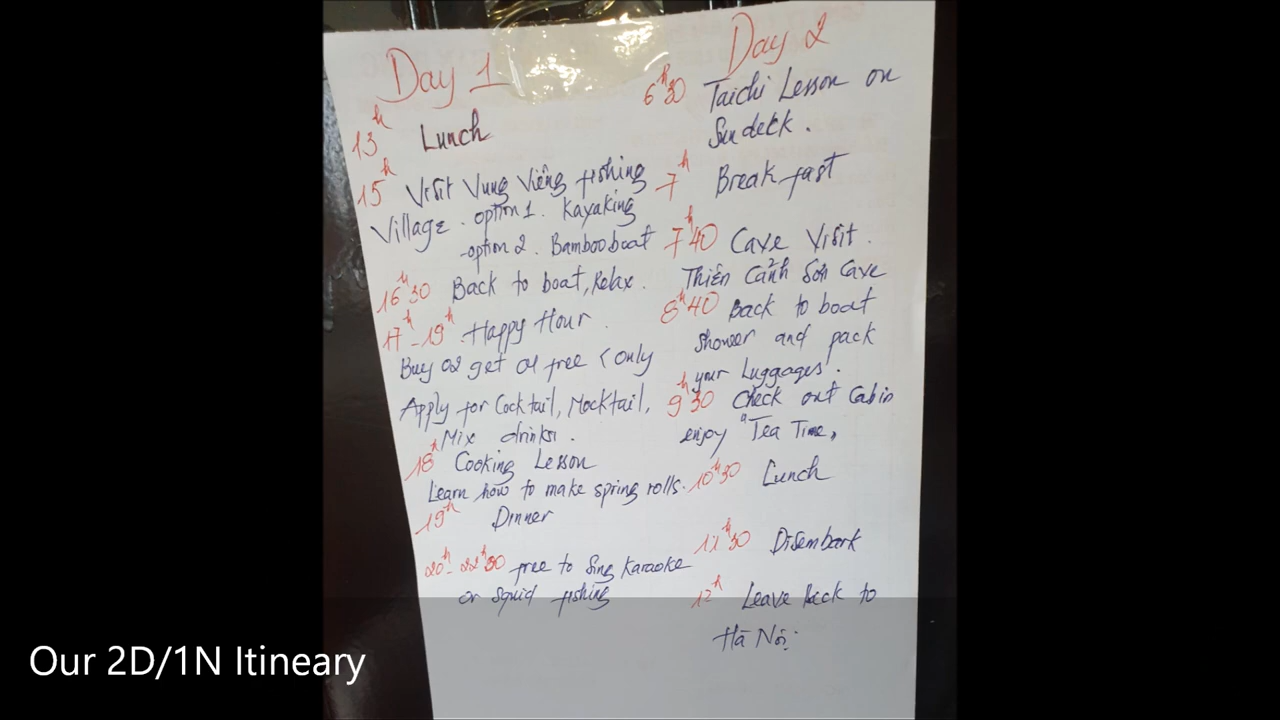 Day 1
13h Lunch
15h Visit Vung Viêng fishing
Village. option 1. Kayaking
-option 2. Bamboo boat
16h30 Back to boat, Relax.
17h-19h Happy Hour.
Buy 02 get 01 free < only
Apply for Cocktail, Mocktail,
Mix drinks.
18h Cooking Lesson
Learn how to make spring rolls.
19h Dinner
20h-22h30 free to Sing Karaoke
or squid fishing
Day 2
6h30 Taichi Lesson on
Sundeck.
7h Breakfast
7h40 Cave Visit.
Thiên Cảnh Sơn Cave
8h40 Back to boat
shower and pack
your Luggages.
9h30 Check out Cabin
enjoy "Tea Time"
10h30 Lunch
11h30 Disembark
12h Leave back to
Hà Nội.
Our 2D/1N Itineary